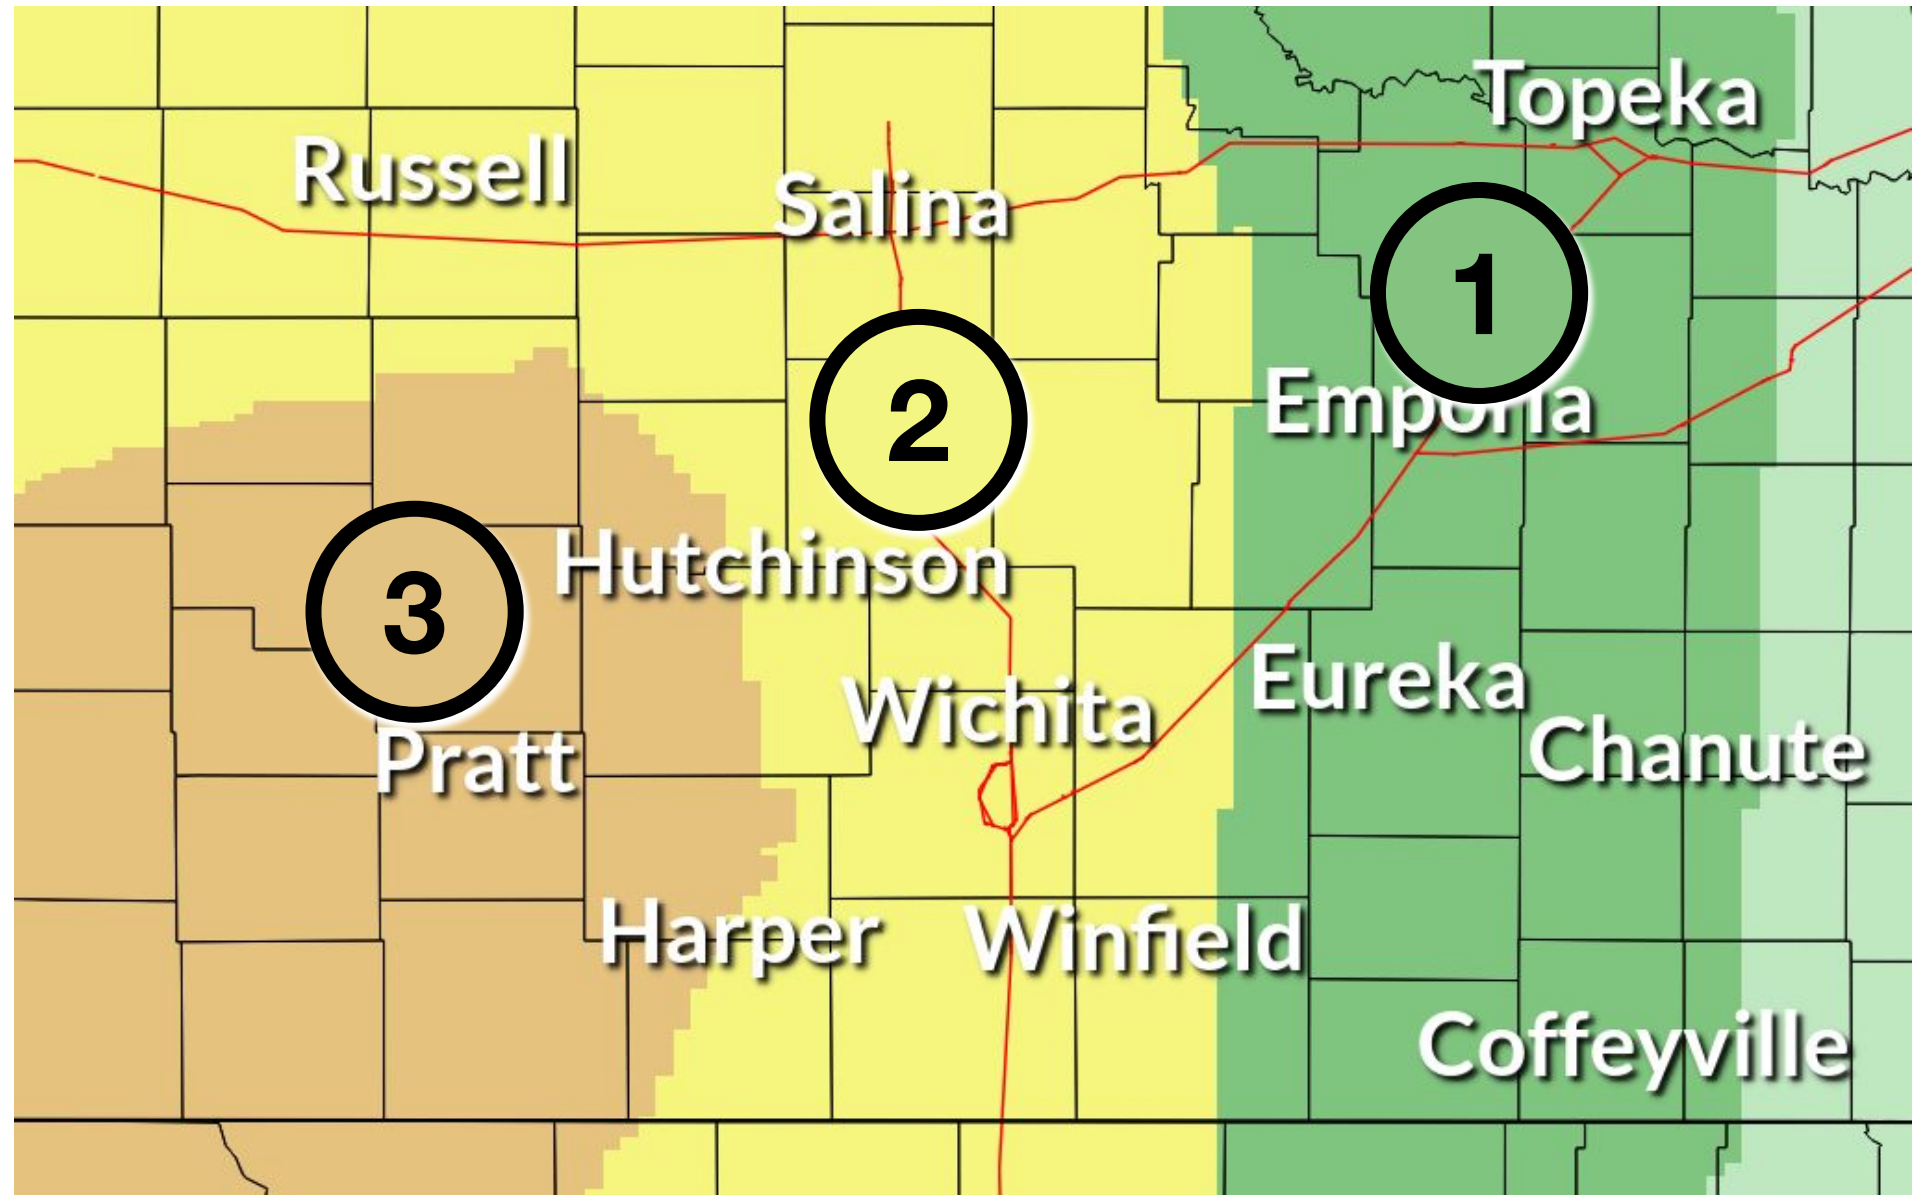 Topeka
Russell
Salina
1
Emporia
2
Hutchinson
3
Eureka
Wichita
Chanute
Pratt
Harper
Winfield
Coffeyville